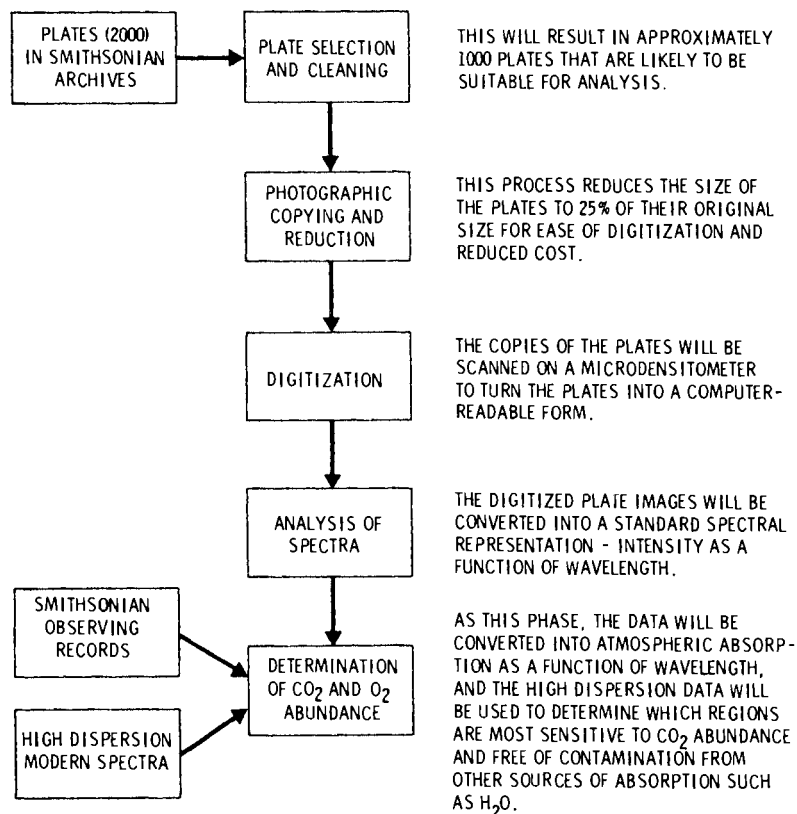 PLATES (2000)
IN SMITHSONIAN
ARCHIVES
PLATE SELECTION
AND CLEANING
THIS WILL RESULT IN APPROXIMATELY
1000 PLATES THAT ARE LIKELY TO BE
SUITABLE FOR ANALYSIS.
PHOTOGRAPHIC
COPYING AND
REDUCTION
THIS PROCESS REDUCES THE SIZE OF
THE PLATES TO 25% OF THEIR ORIGINAL
SIZE FOR EASE OF DIGITIZATION AND
REDUCED COST.
DIGITIZATION
THE COPIES OF THE PLATES WILL BE
SCANNED ON A MICRODENSITOMETER
TO TURN THE PLATES INTO A COMPUTER-
READABLE FORM.
ANALYSIS OF
SPECTRA
THE DIGITIZED PLATE IMAGES WILL BE
CONVERTED INTO A STANDARD SPECTRAL
REPRESENTATION - INTENSITY AS A
FUNCTION OF WAVELENGTH.
SMITHSONIAN
OBSERVING
RECORDS
HIGH DISPERSION
MODERN SPECTRA
DETERMINATION
OF CO₂ AND O₂
ABUNDANCE
AS THIS PHASE, THE DATA WILL BE
CONVERTED INTO ATMOSPHERIC ABSORP-
TION AS A FUNCTION OF WAVELENGTH,
AND THE HIGH DISPERSION DATA WILL
BE USED TO DETERMINE WHICH REGIONS
ARE MOST SENSITIVE TO CO₂ ABUNDANCE
AND FREE OF CONTAMINATION FROM
OTHER SOURCES OF ABSORPTION SUCH
AS H₂O.